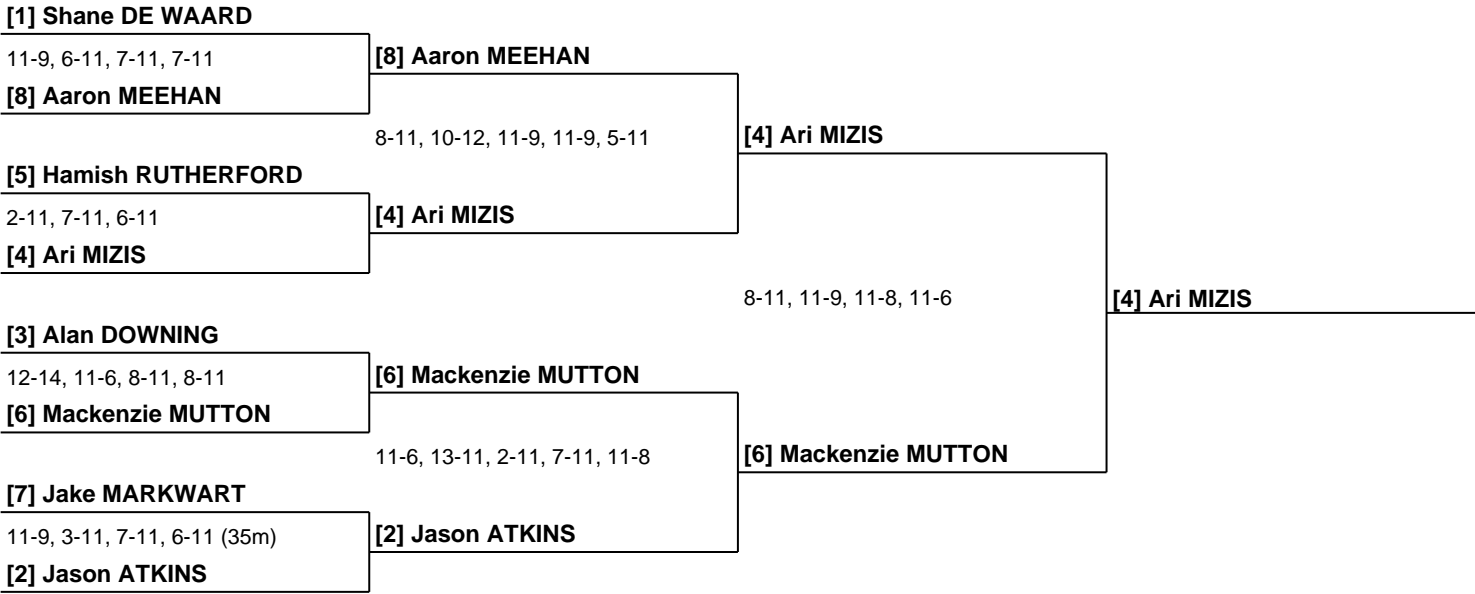 [1] Shane DE WAARD
11-9, 6-11, 7-11, 7-11
[8] Aaron MEEHAN
[8] Aaron MEEHAN
8-11, 10-12, 11-9, 11-9, 5-11
[4] Ari MIZIS
[5] Hamish RUTHERFORD
2-11, 7-11, 6-11
[4] Ari MIZIS
[4] Ari MIZIS
8-11, 11-9, 11-8, 11-6
[4] Ari MIZIS
[3] Alan DOWNING
12-14, 11-6, 8-11, 8-11
[6] Mackenzie MUTTON
[6] Mackenzie MUTTON
11-6, 13-11, 2-11, 7-11, 11-8
[6] Mackenzie MUTTON
[7] Jake MARKWART
11-9, 3-11, 7-11, 6-11 (35m)
[2] Jason ATKINS
[2] Jason ATKINS